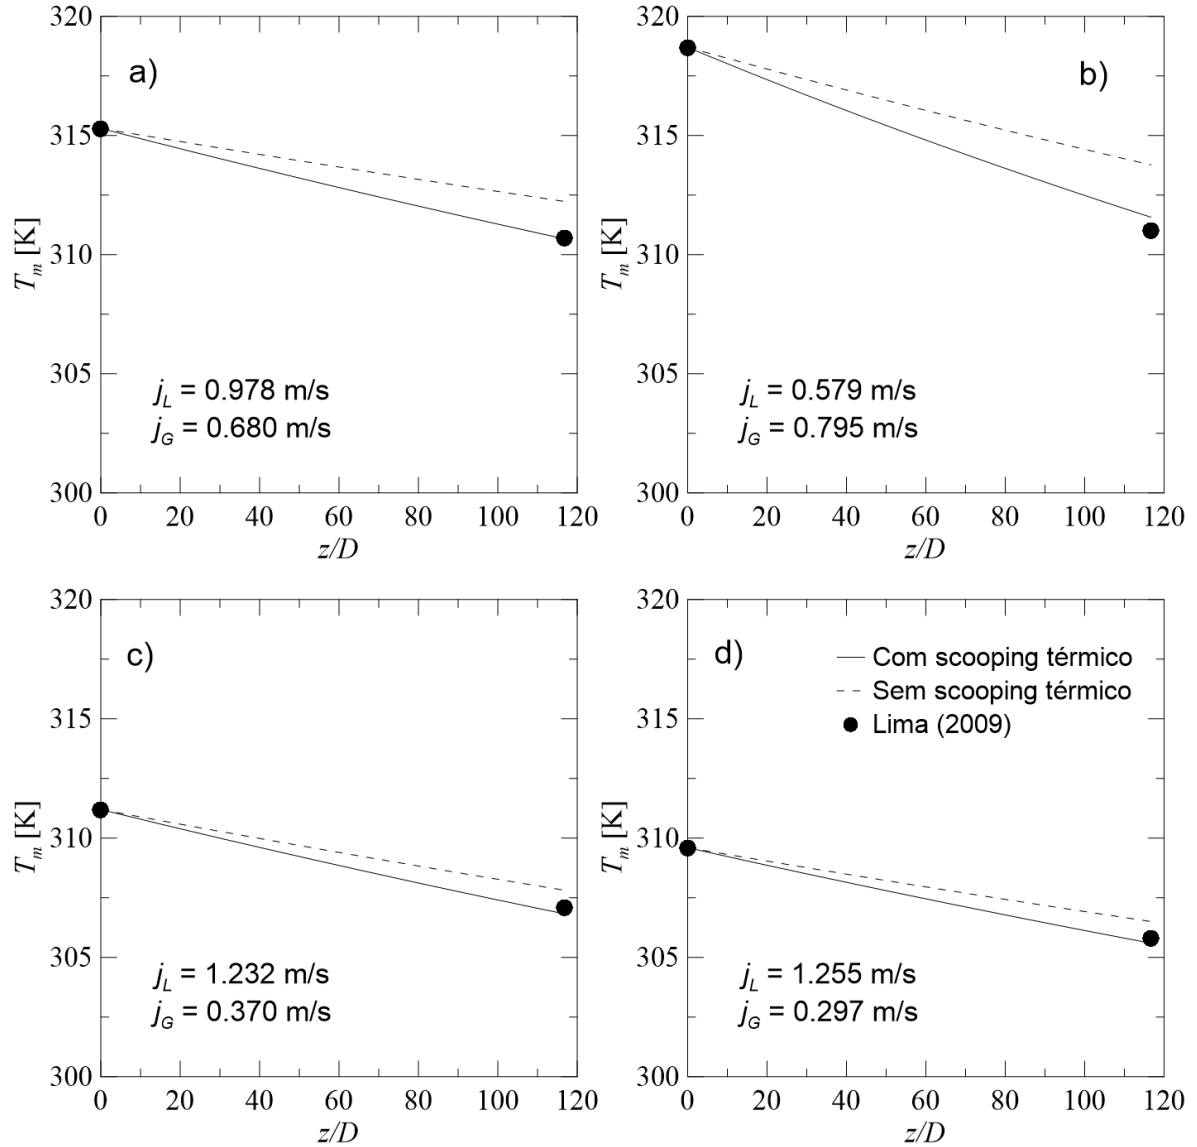 320
315
310
305
300
T_m [K]
a)
j_L = 0.978 m/s
j_G = 0.680 m/s
0 20 40 60 80 100 120
z/D
320
315
310
305
300
T_m [K]
b)
j_L = 0.579 m/s
j_G = 0.795 m/s
0 20 40 60 80 100 120
z/D
320
315
310
305
300
T_m [K]
c)
j_L = 1.232 m/s
j_G = 0.370 m/s
0 20 40 60 80 100 120
z/D
320
315
310
305
300
T_m [K]
d)
Com scooping térmico
Sem scooping térmico
Lima (2009)
j_L = 1.255 m/s
j_G = 0.297 m/s
0 20 40 60 80 100 120
z/D